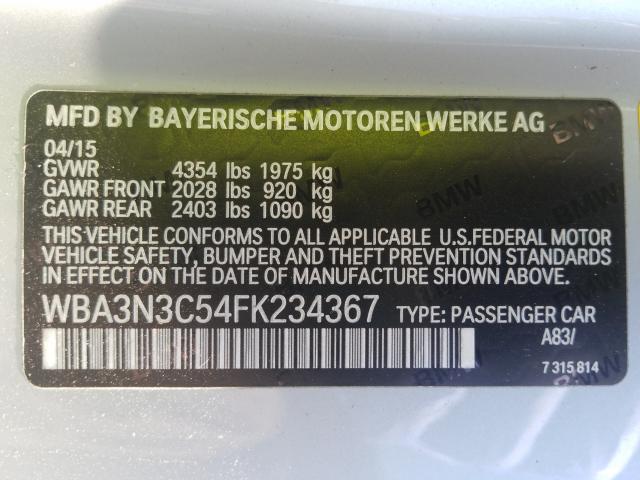 MFD BY BAYERISCHE MOTOREN WERKE AG
04/15
GVWR 4354 lbs 1975 kg
GAWR FRONT 2028 lbs 920 kg
GAWR REAR 2403 lbs 1090 kg
THIS VEHICLE CONFORMS TO ALL APPLICABLE U.S.FEDERAL MOTOR
VEHICLE SAFETY, BUMPER AND THEFT PREVENTION STANDARDS
IN EFFECT ON THE DATE OF MANUFACTURE SHOWN ABOVE.
WBA3N3C54FK234367 TYPE: PASSENGER CAR
A83/
7 315 814
BMW
BMW
BMW